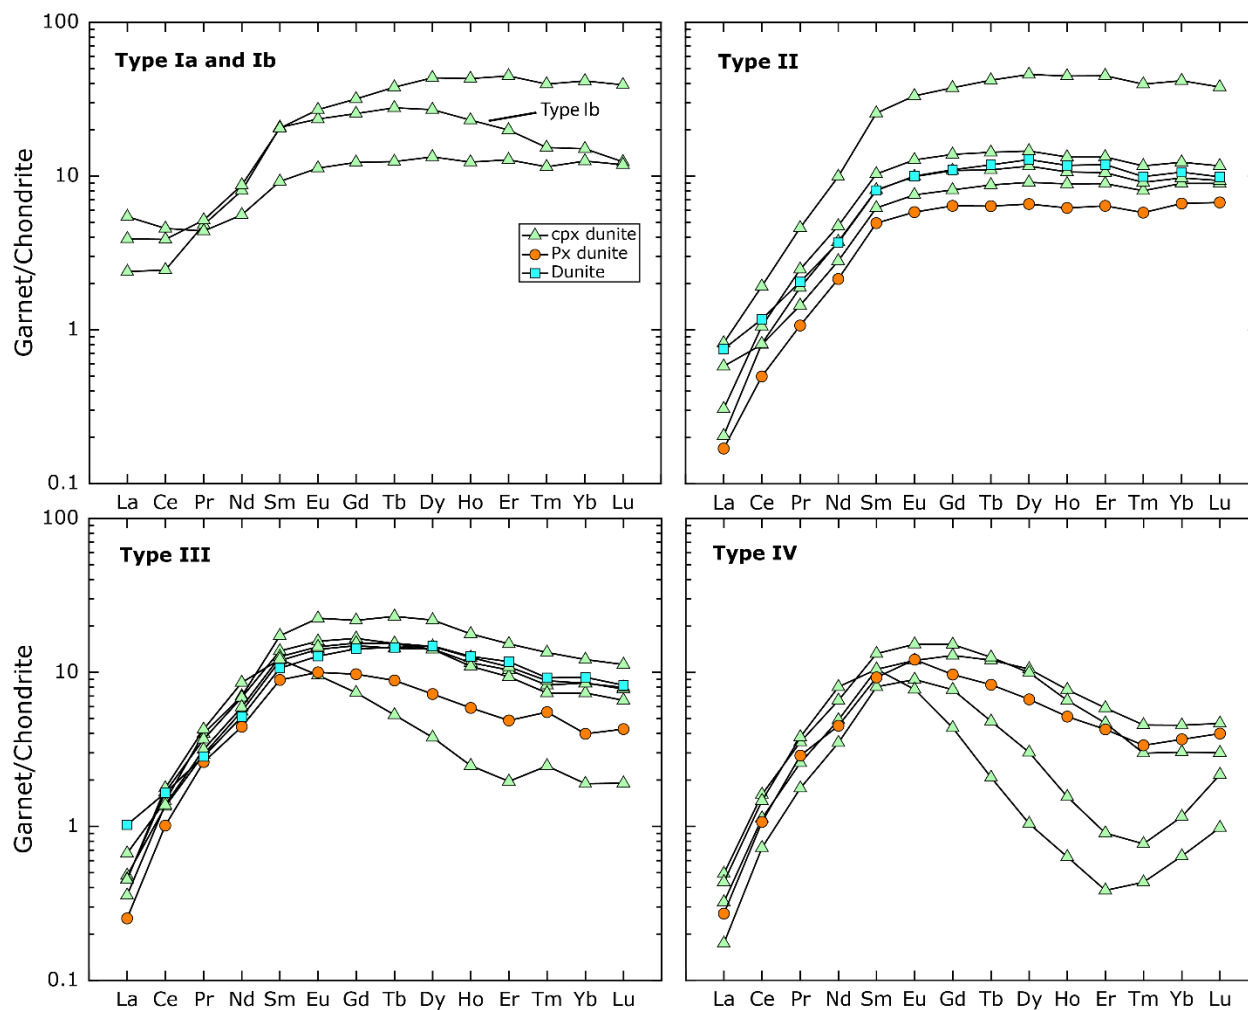 100
10
1
0.1
Garnet/Chondrite
Type Ia and Ib
Type Ib
cpx dunite
Px dunite
Dunite
La Ce Pr Nd Sm Eu Gd Tb Dy Ho Er Tm Yb Lu
Type II
La Ce Pr Nd Sm Eu Gd Tb Dy Ho Er Tm Yb Lu
100
10
1
0.1
Garnet/Chondrite
Type III
La Ce Pr Nd Sm Eu Gd Tb Dy Ho Er Tm Yb Lu
Type IV
La Ce Pr Nd Sm Eu Gd Tb Dy Ho Er Tm Yb Lu